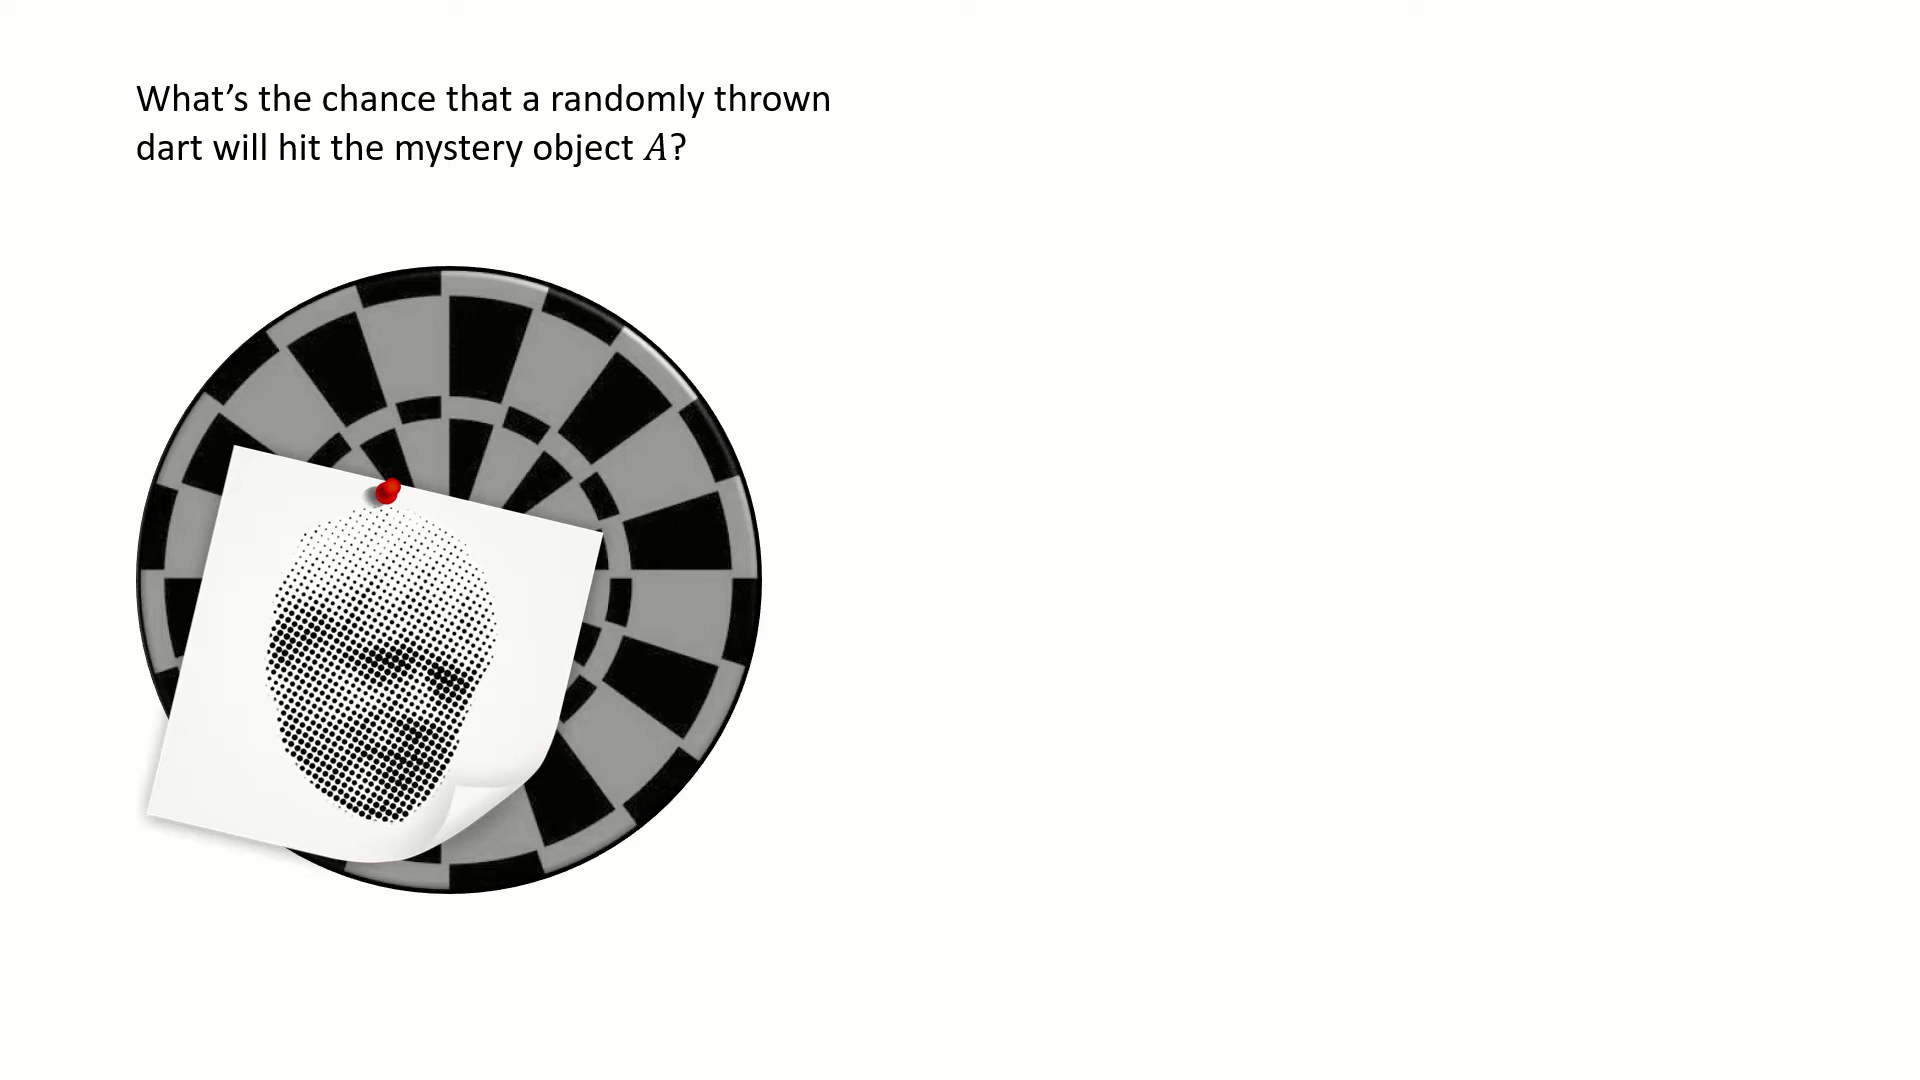 What’s the chance that a randomly thrown
dart will hit the mystery object A?